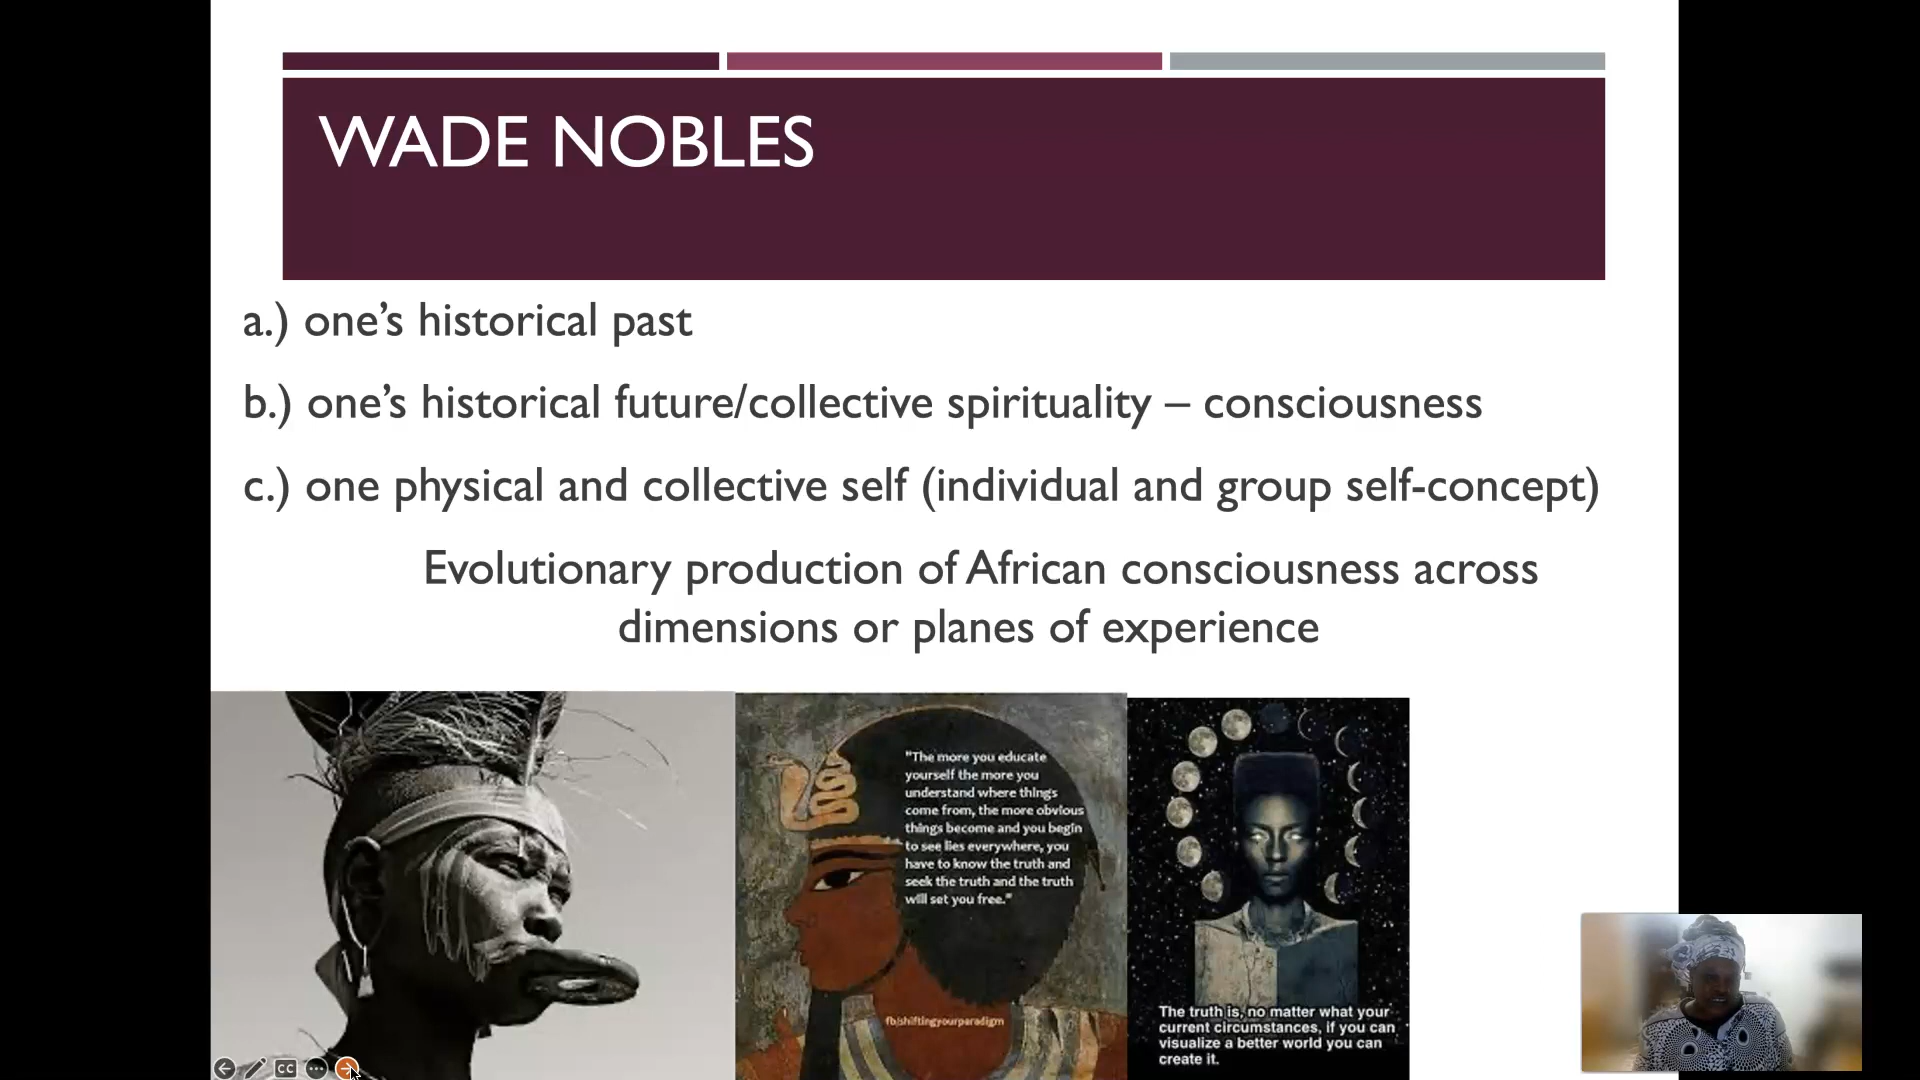 WADE NOBLES
a.) one’s historical past
b.) one’s historical future/collective spirituality – consciousness
c.) one physical and collective self (individual and group self-concept)
Evolutionary production of African consciousness across
dimensions or planes of experience
"The more you educate
yourself the more you
understand where things
come from, the more obvious
things become and you begin
to see lies everywhere, you
have to know the truth and
seek the truth and the truth
will set you free."
fb/shiftingyourparadigm
The truth is, no matter what your
current circumstances, if you can
visualize a better world you can
create it.
CC